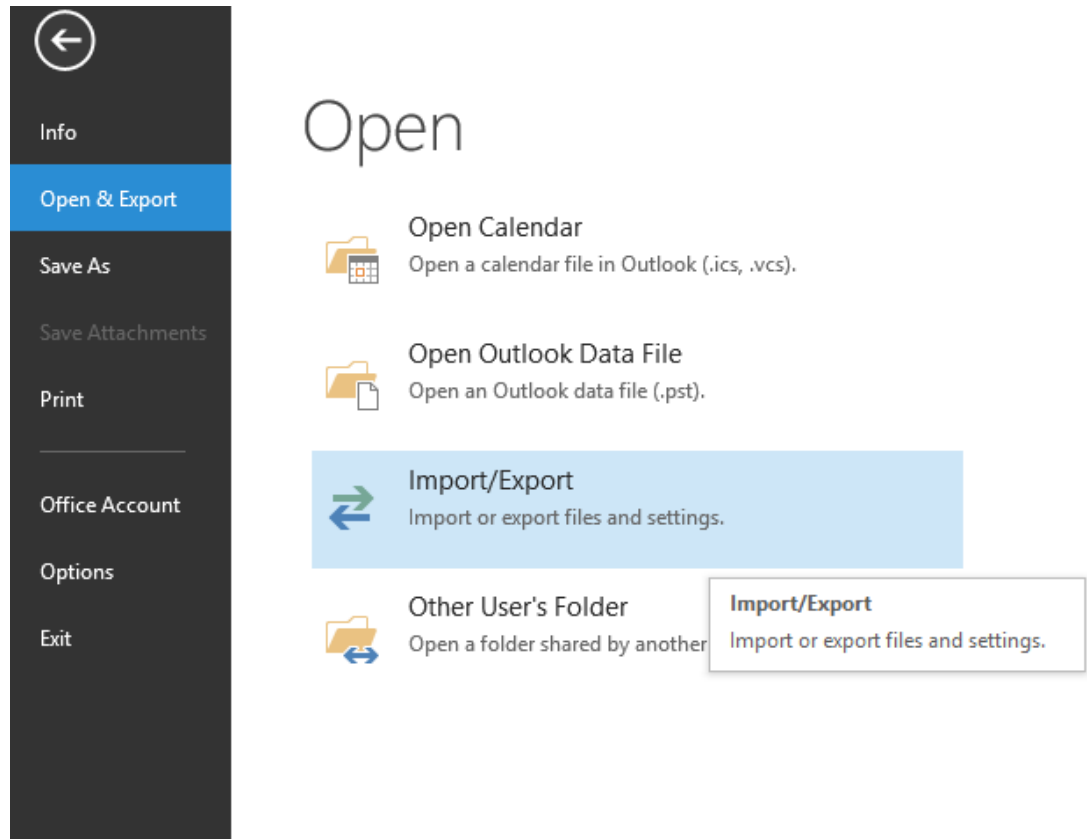 Info
Open & Export
Save As
Save Attachments
Print
Office Account
Options
Exit
Open
Open Calendar
Open a calendar file in Outlook (.ics, .vcs).
Open Outlook Data File
Open an Outlook data file (.pst).
Import/Export
Import or export files and settings.
Other User's Folder
Open a folder shared by another
Import/Export
Import or export files and settings.